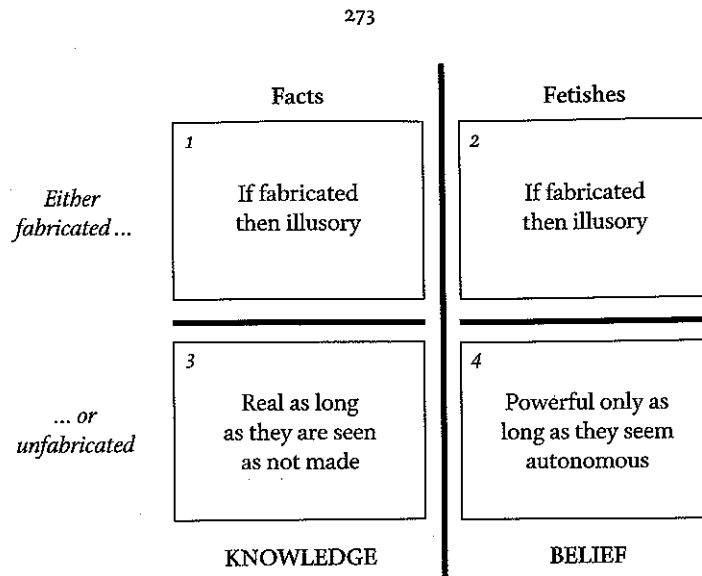 273
Facts
Fetishes
1
If fabricated
then illusory
2
If fabricated
then illusory
Either
fabricated ...
3
Real as long
as they are seen
as not made
4
Powerful only as
long as they seem
autonomous
... or
unfabricated
KNOWLEDGE
BELIEF